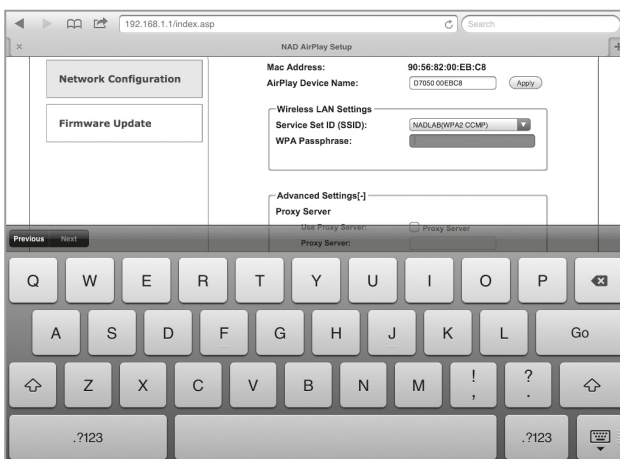 192.168.1.1/index.asp
Search
NAD AirPlay Setup
Network Configuration
Firmware Update
Mac Address: 90:56:82:00:EB:C8
AirPlay Device Name: D7050 00EBC8 Apply
Wireless LAN Settings
Service Set ID (SSID): NADLAB(WPA2 CCMP)
WPA Passphrase:
Advanced Settings[-]
Proxy Server
Use Proxy Server: Proxy Server
Proxy Server:
Previous Next
Q W E R T Y U I O P
A S D F G H J K L Go
Z X C V B N M ! , ? .
.?123 .?123